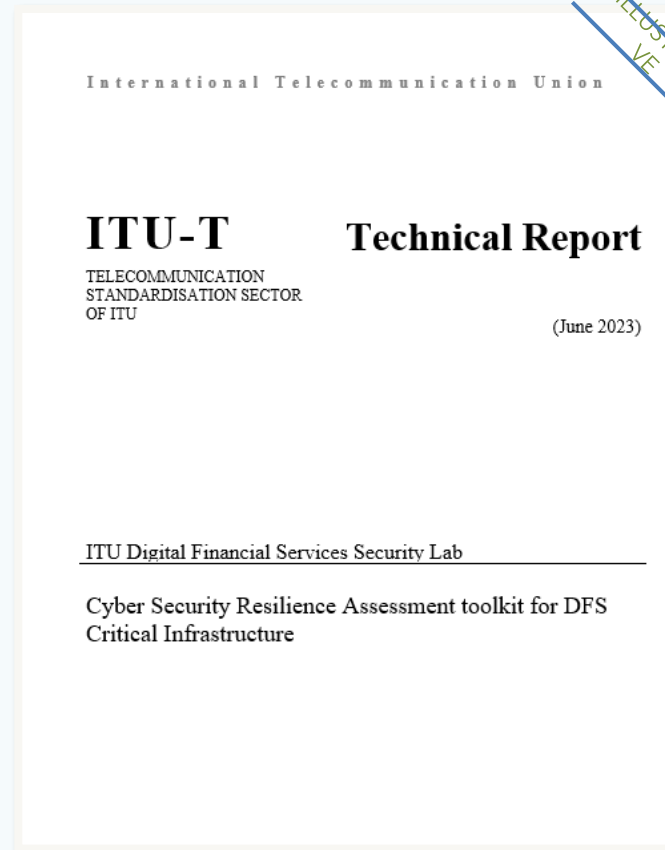 International Telecommunication Union
ITU-T
Technical Report
TELECOMMUNICATION
STANDARDISATION SECTOR
OF ITU
(June 2023)
ITU Digital Financial Services Security Lab
Cyber Security Resilience Assessment toolkit for DFS
Critical Infrastructure
VE